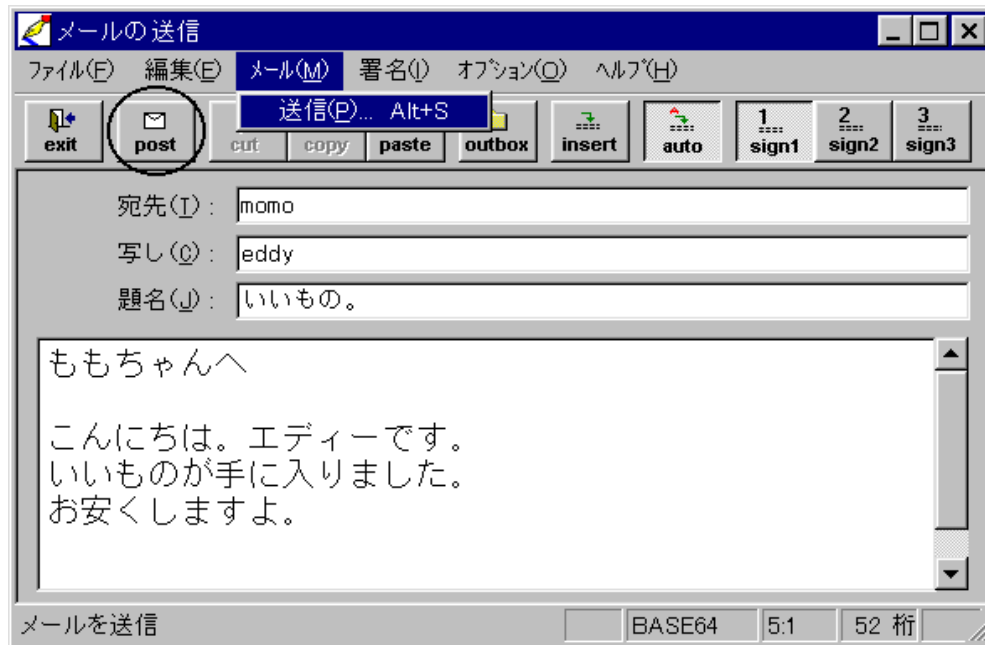 メールの送信
ファイル(F) 編集(E) メール(M) 署名(I) オプション(O) ヘルプ(H)
送信(P)... Alt+S
exit post cut copy paste outbox insert auto 1 sign1 2 sign2 3 sign3
宛先(T): momo
写し(C): eddy
題名(J): いいもの。
ももちゃんへ
こんにちは。エディーです。
いいものが手に入りました。
お安くしますよ。
メールを送信 BASE64 5:1 52 桁